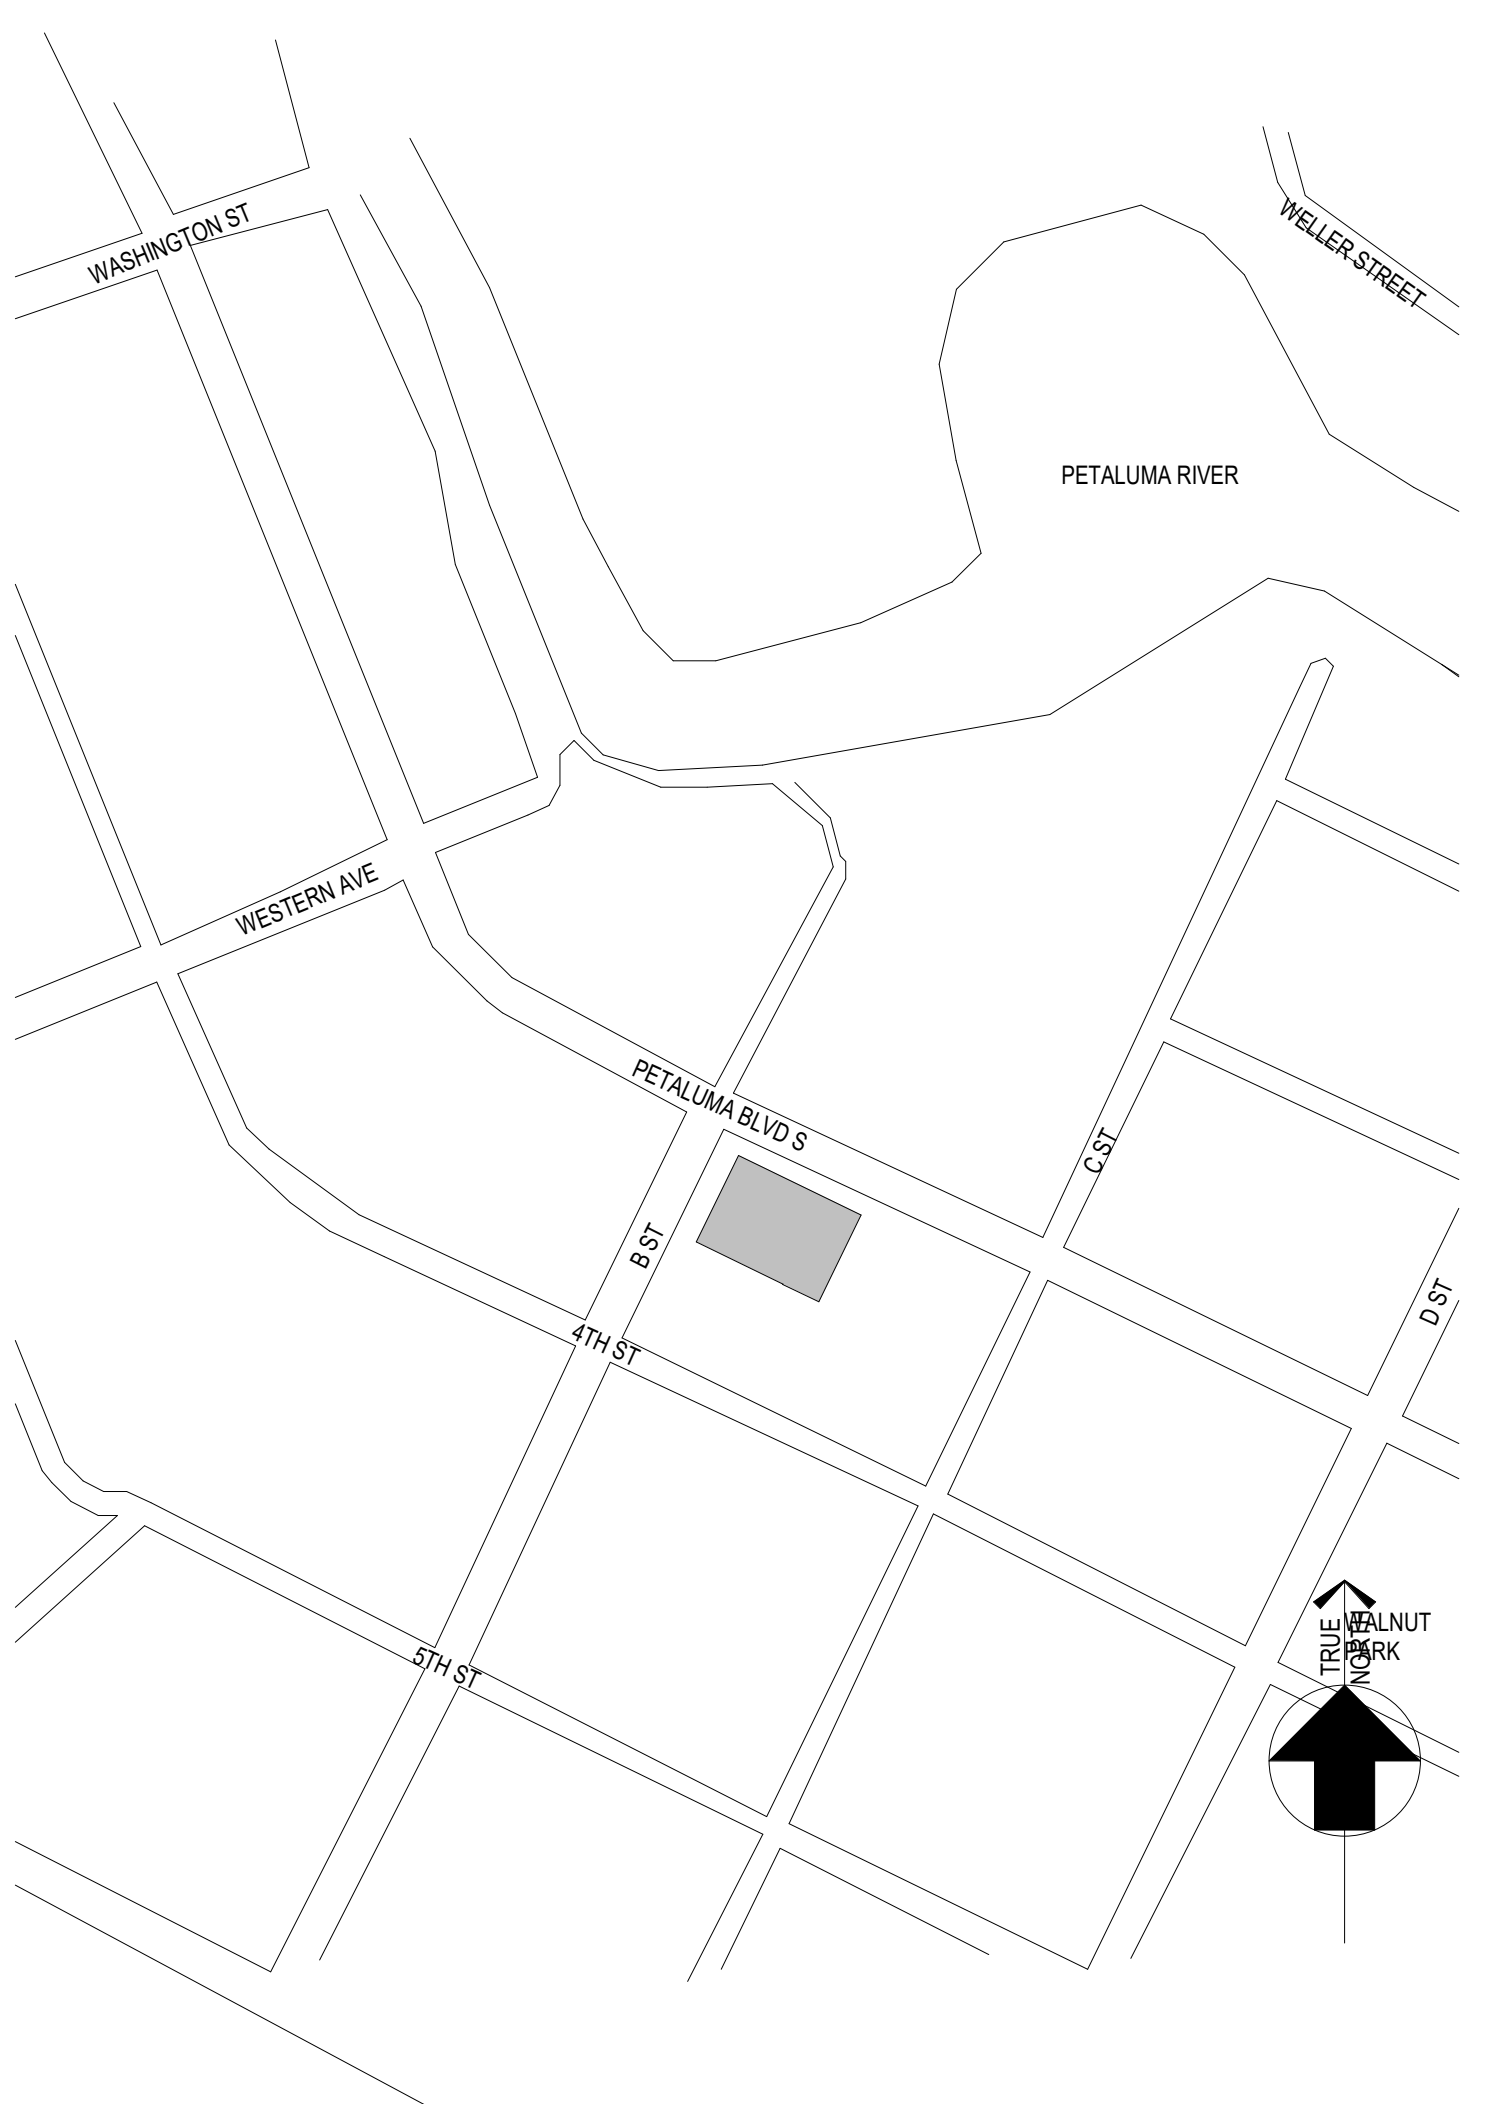 WASHINGTON ST
WELLER STREET
PETALUMA RIVER
WESTERN AVE
PETALUMA BLVD S
C ST
B ST
D ST
4TH ST
TRUE
NORTH
WALNUT
PARK
5TH ST